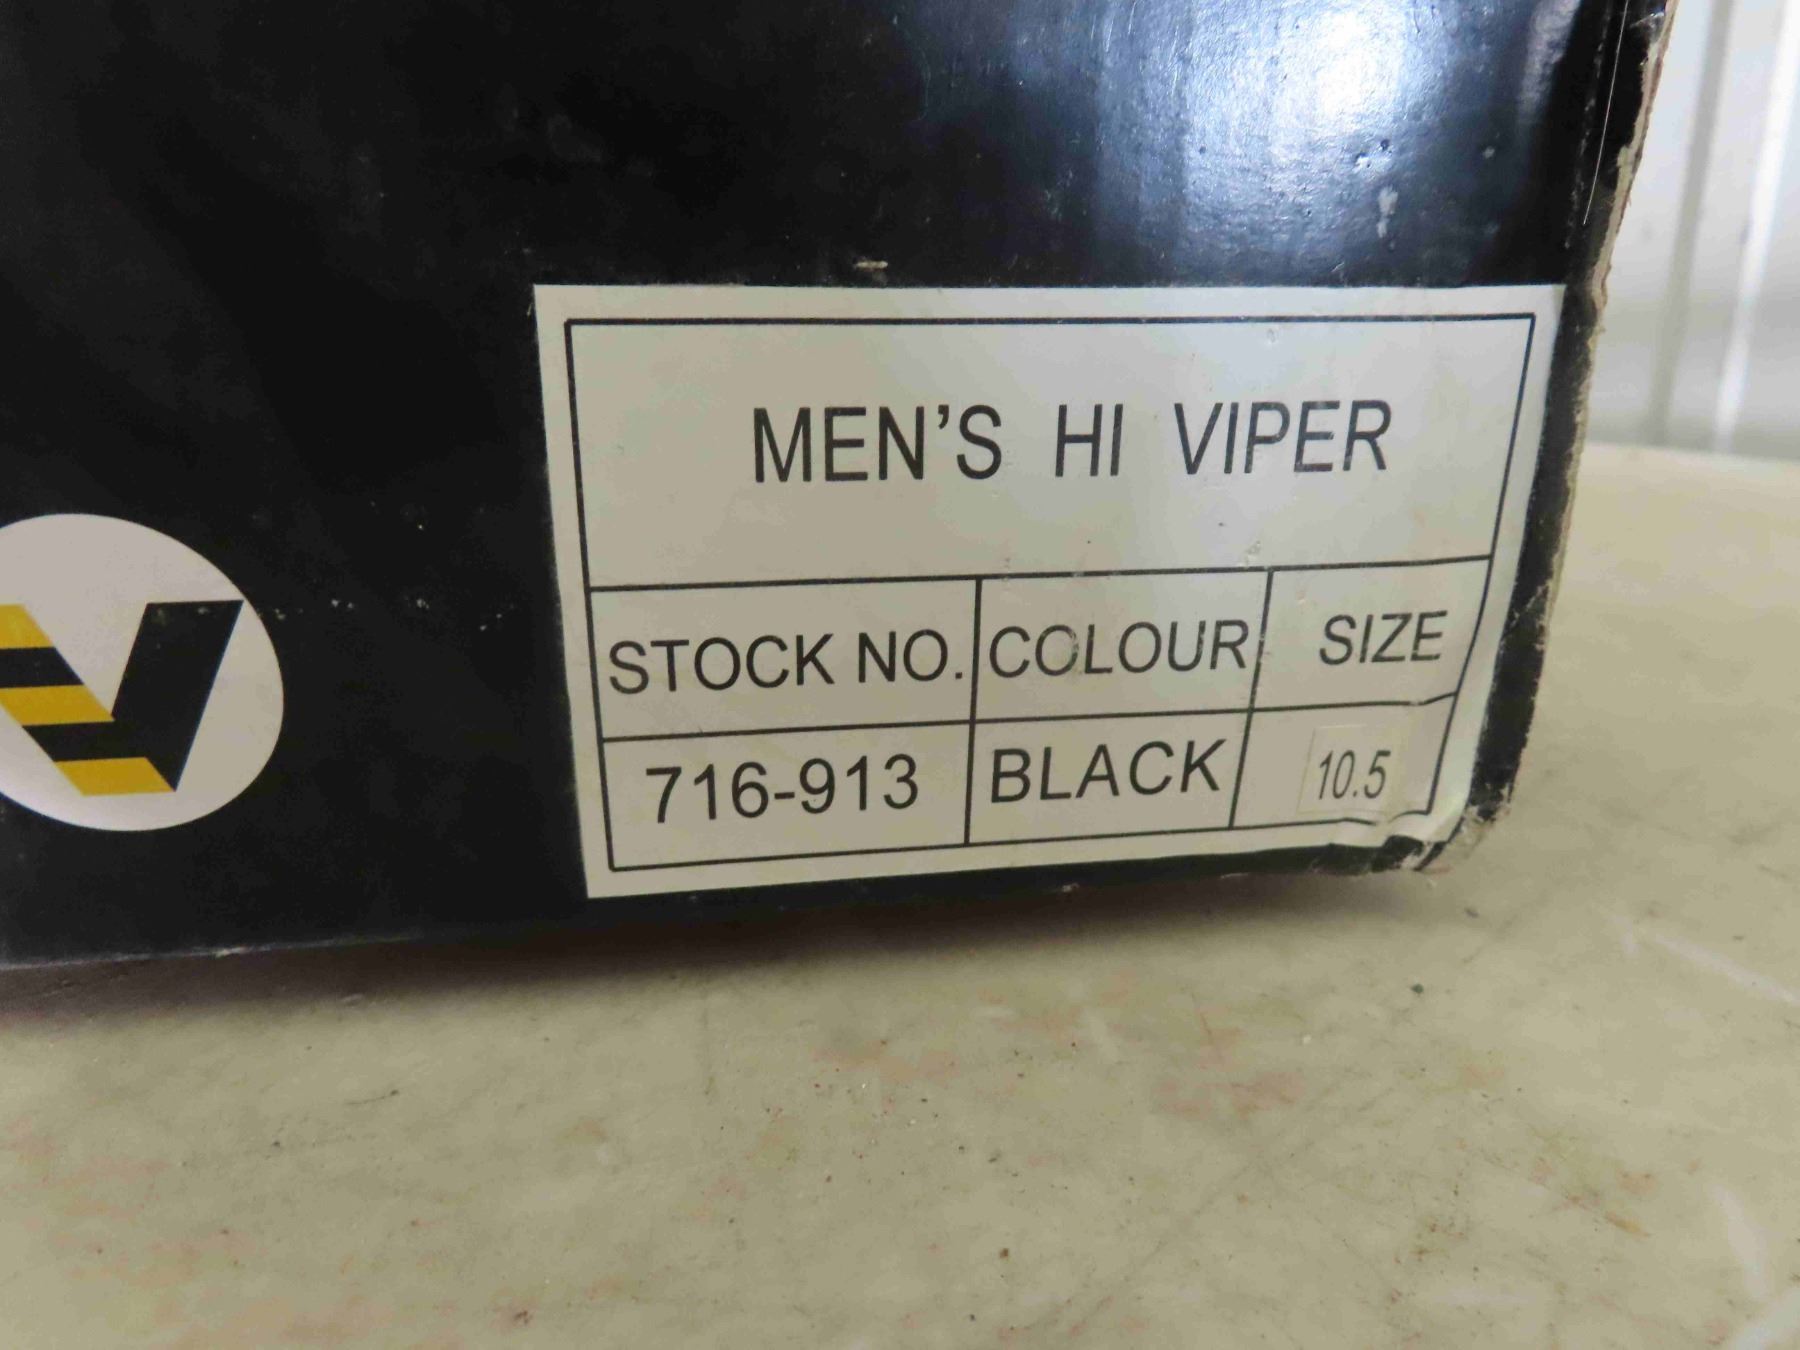 MEN'S HI VIPER
STOCK NO. COLOUR SIZE
716-913 BLACK 10.5